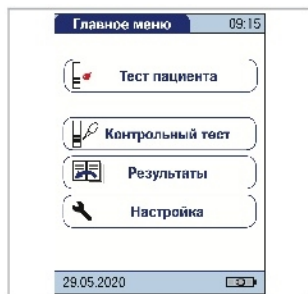 Главное меню 09:15
Тест пациента
Контрольный тест
Результаты
Настройка
29.05.2020